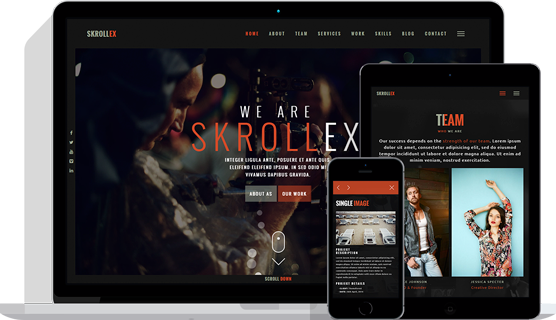 SKROLLEX
HOME ABOUT TEAM SERVICES WORK SKILLS BLOG CONTACT
WE ARE
SKROLLEX
INTEGER LIGULA ANTE, POSUERE ET ANTE QUIS
ELEIFEND ELEIFEND IPSUM. IN SED ODIO
VIVAMUS DAPIBUS GRAVIDA.
ABOUT AS OUR WORK
SCROLL DOWN
SKROLLEX
TEAM
WHO WE ARE
Our success depends on the strength of our team. Lorem ipsum
dolor sit amet, consectetur adipiscing elit, sed do eiusmod
tempor incididunt ut labore et dolore magna aliqua. Ut enim ad
minim veniam, nostrud exercitation.
JOHNSON
& Founder
JESSICA SPECTER
Creative Director
SINGLE IMAGE
PROJECT
DESCRIPTION
PROJECT DETAILS